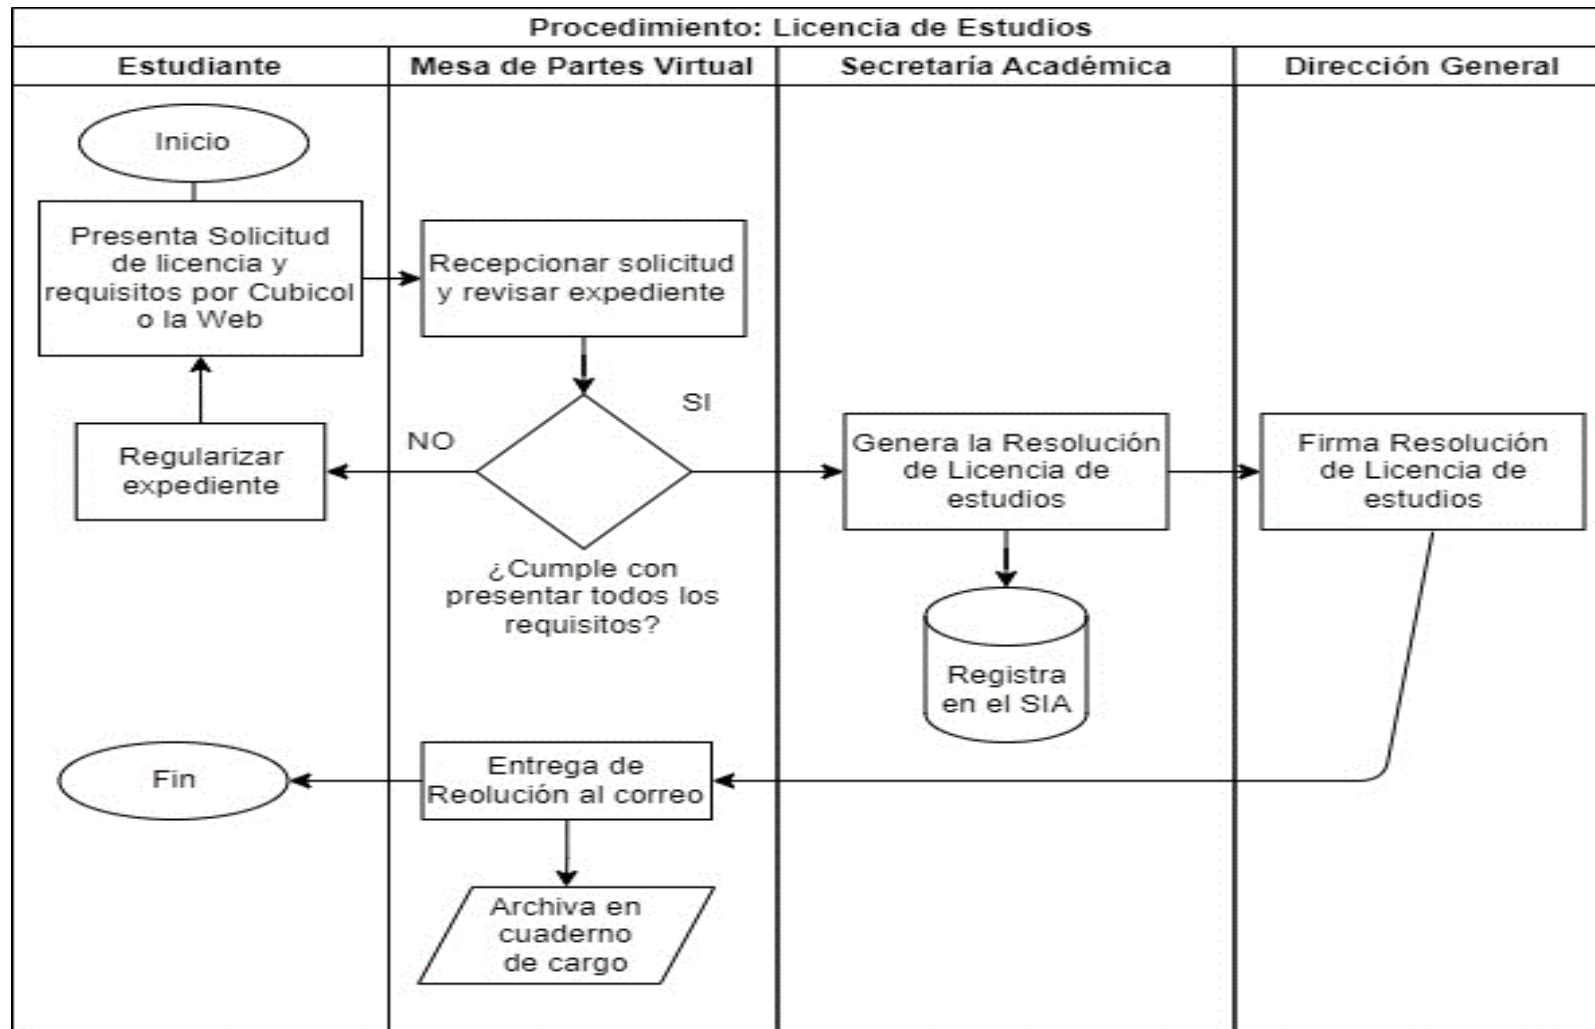 Procedimiento: Licencia de Estudios
Estudiante
Mesa de Partes Virtual
Secretaría Académica
Dirección General
Inicio
Presenta Solicitud
de licencia y
requisitos por Cubicol
o la Web
Recepcionar solicitud
y revisar expediente
SI
NO
Regularizar
expediente
¿Cumple con
presentar todos los
requisitos?
Genera la Resolución
de Licencia de
estudios
Firma Resolución
de Licencia de
estudios
Registra
en el SIA
Entrega de
Reolución al correo
Fin
Archiva en
cuaderno
de cargo